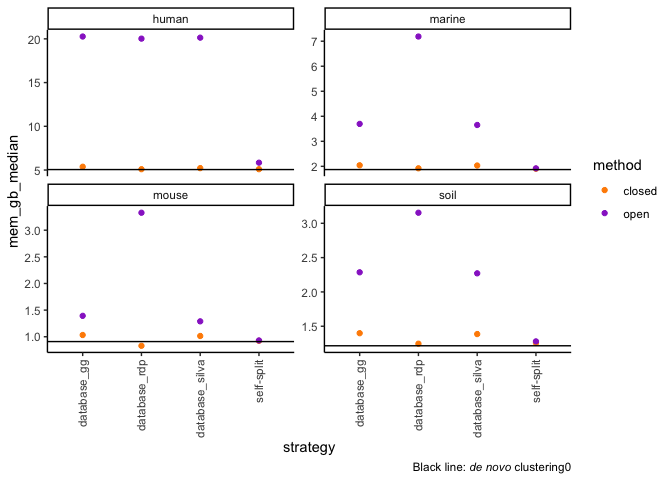 human
marine
20
15
10
5
7
6
5
4
3
2
mem_gb_median
mouse
soil
3.0
2.5
2.0
1.5
1.0
3.0
2.5
2.0
1.5
database_gg
database_rdp
database_silva
self-split
database_gg
database_rdp
database_silva
self-split
strategy
method
closed
open
Black line: de novo clustering0